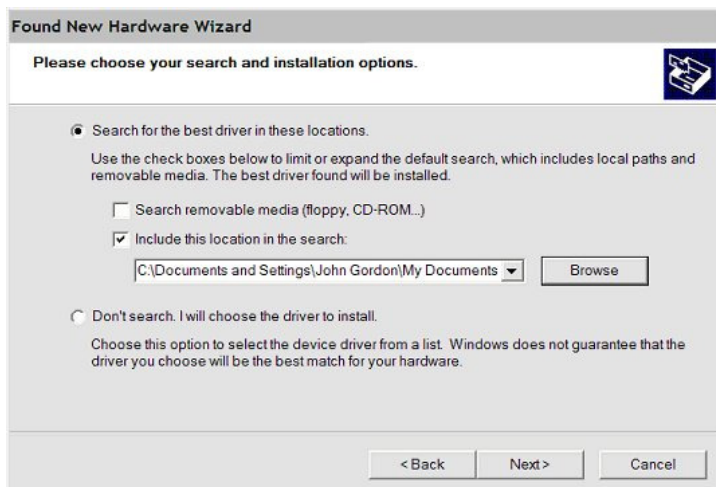 Found New Hardware Wizard
Please choose your search and installation options.
Search for the best driver in these locations.
Use the check boxes below to limit or expand the default search, which includes local paths and
removable media. The best driver found will be installed.
Search removable media (floppy, CD-ROM...)
Include this location in the search:
C:\Documents and Settings\John Gordon\My Documents
Browse
Don't search. I will choose the driver to install.
Choose this option to select the device driver from a list. Windows does not guarantee that the
driver you choose will be the best match for your hardware.
< Back
Next >
Cancel